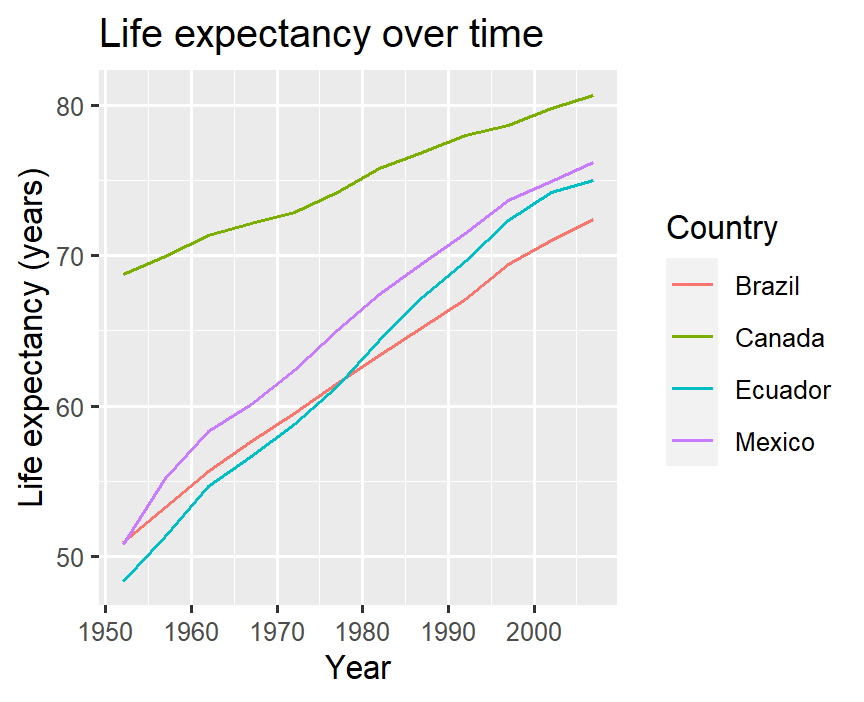 Life expectancy over time
Life expectancy (years)
80
70
60
50
1950 1960 1970 1980 1990 2000
Year
Country
Brazil
Canada
Ecuador
Mexico